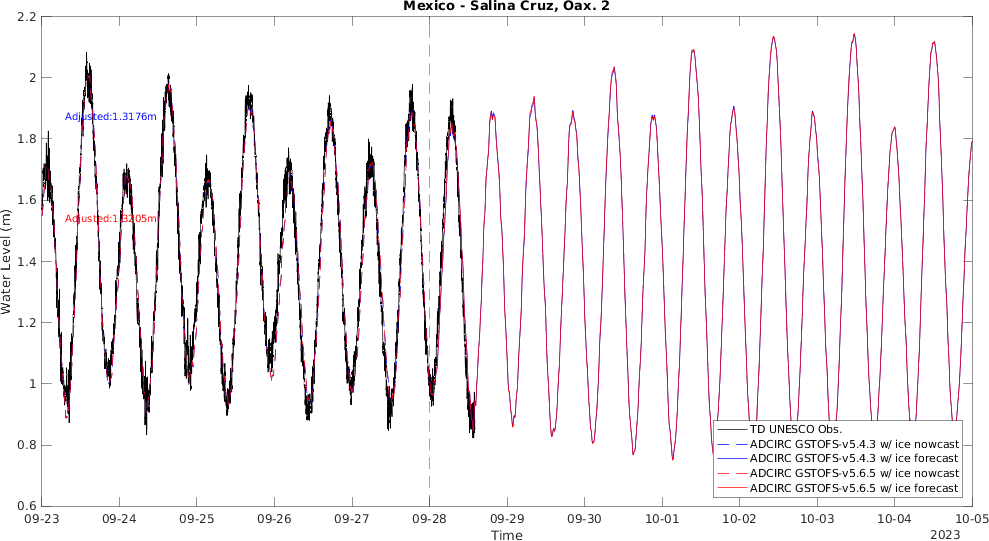 Mexico - Salina Cruz, Oax. 2
2.2
2
1.8
1.6
1.4
1.2
1
0.8
0.6
Water Level (m)
Adjusted:1.3176m
Adjusted:1.3205m
TD UNESCO Obs.
ADCIRC GSTOFS-v5.4.3 w/ ice nowcast
ADCIRC GSTOFS-v5.4.3 w/ ice forecast
ADCIRC GSTOFS-v5.6.5 w/ ice nowcast
ADCIRC GSTOFS-v5.6.5 w/ ice forecast
09-23 09-24 09-25 09-26 09-27 09-28 09-29 09-30 10-01 10-02 10-03 10-04 10-05
Time
2023